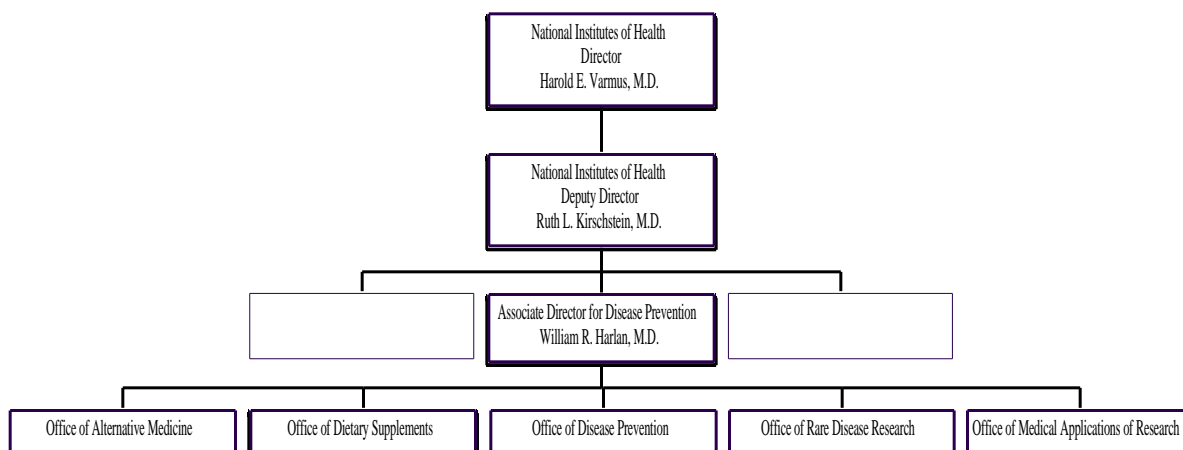 National Institutes of Health
Director
Harold E. Varmus, M.D.
National Institutes of Health
Deputy Director
Ruth L. Kirschstein, M.D.
Associate Director for Disease Prevention
William R. Harlan, M.D.
Office of Alternative Medicine
Office of Dietary Supplements
Office of Disease Prevention
Office of Rare Disease Research
Office of Medical Applications of Research